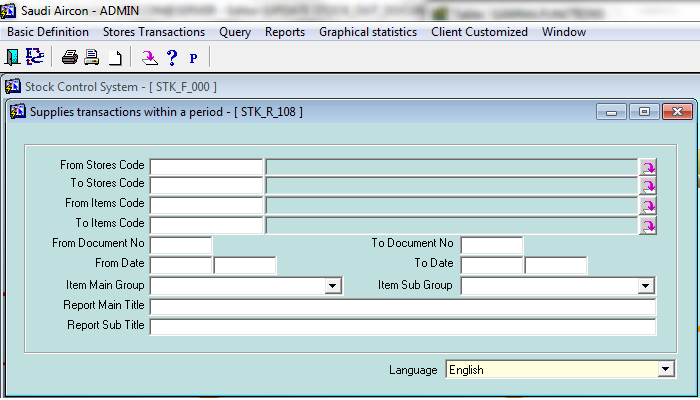 Saudi Aircon - ADMIN
Basic Definition Stores Transactions Query Reports Graphical statistics Client Customized Window
? P
Stock Control System - [ STK_F_000 ]
Supplies transactions within a period - [ STK_R_108 ]
From Stores Code
To Stores Code
From Items Code
To Items Code
From Document No To Document No
From Date To Date
Item Main Group Item Sub Group
Report Main Title
Report Sub Title
Language English